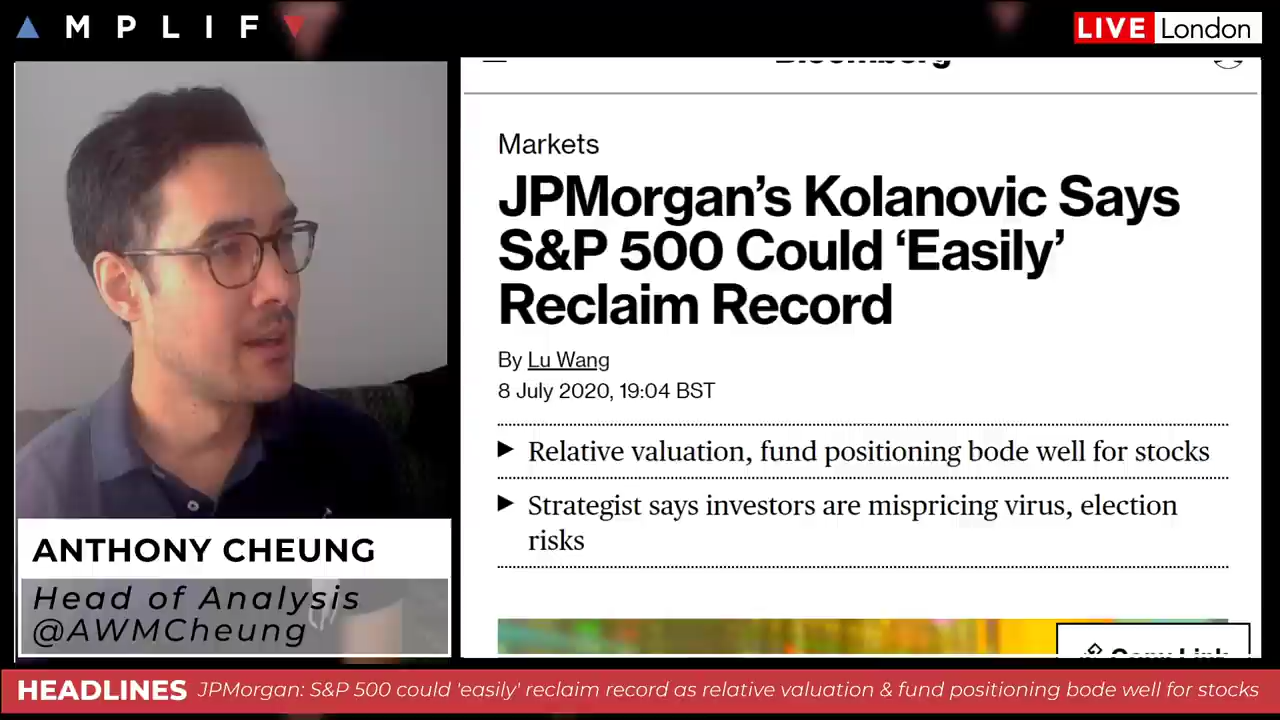 ▲ M P L I F ▼
LIVE London
Bloomberg
Markets
JPMorgan's Kolanovic Says
S&P 500 Could 'Easily'
Reclaim Record
By Lu Wang
8 July 2020, 19:04 BST
▶ Relative valuation, fund positioning bode well for stocks
▶ Strategist says investors are mispricing virus, election
risks
Copy Link
ANTHONY CHEUNG
Head of Analysis
@AWMCheung
HEADLINES JPMorgan: S&P 500 could 'easily' reclaim record as relative valuation & fund positioning bode well for stocks